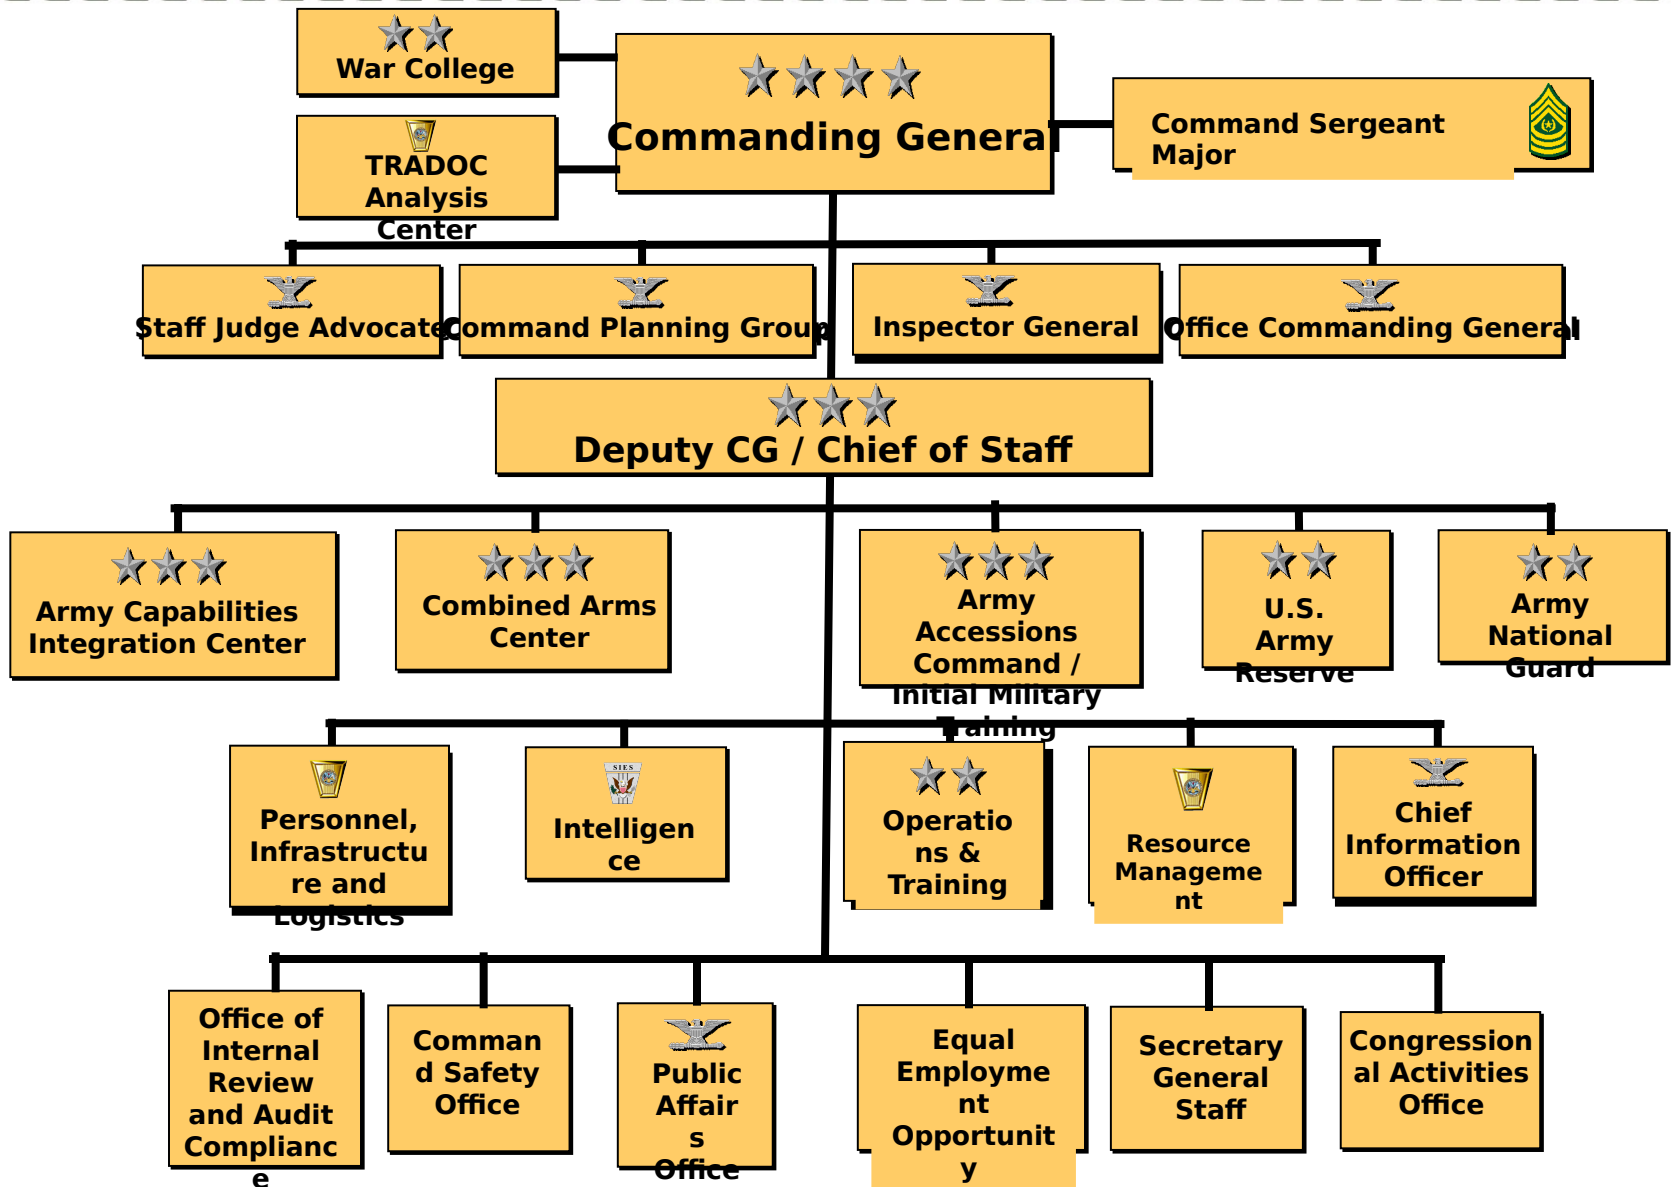 War College
Commanding General
Command Sergeant
Major
TRADOC
Analysis
Center
Staff Judge Advocate
Command Planning Group
Inspector General
Office Commanding General
Deputy CG / Chief of Staff
Army Capabilities
Integration Center
Combined Arms
Center
Army
Accessions
Command /
Initial Military
Training
U.S.
Army
Reserve
Army
National
Guard
Personnel,
Infrastructu
re and
Logistics
SIES
Intelligen
ce
Operatio
ns &
Training
Resource
Manageme
nt
Chief
Information
Officer
Office of
Internal
Review
and Audit
Complianc
e
Comman
d Safety
Office
Public
Affair
s
Office
Equal
Employme
nt
Opportunit
y
Secretary
General
Staff
Congression
al Activities
Office